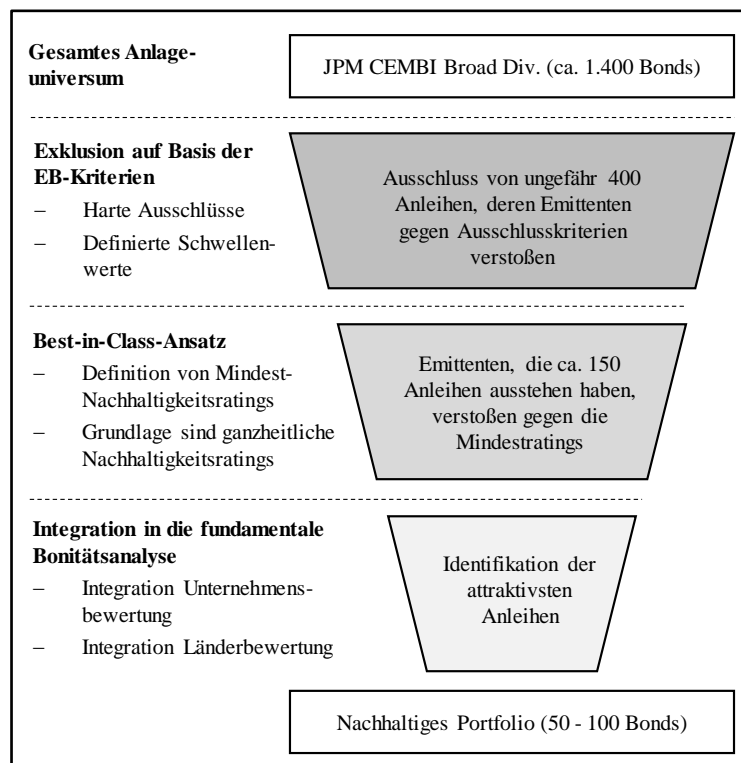 Gesamtes Anlage-
universum
JPM CEMBI Broad Div. (ca. 1.400 Bonds)
Exklusion auf Basis der
EB-Kriterien
– Harte Ausschlüsse
– Definierte Schwellen-
werte
Ausschluss von ungefähr 400
Anleihen, deren Emittenten
gegen Ausschlusskriterien
verstoßen
Best-in-Class-Ansatz
– Definition von Mindest-
Nachhaltigkeitsratings
– Grundlage sind ganzheitliche
Nachhaltigkeitsratings
Emittenten, die ca. 150
Anleihen ausstehen haben,
verstoßen gegen die
Mindestratings
Integration in die fundamentale
Bonitätsanalyse
– Integration Unternehmens-
bewertung
– Integration Länderbewertung
Identifikation der
attraktivsten
Anleihen
Nachhaltiges Portfolio (50 - 100 Bonds)